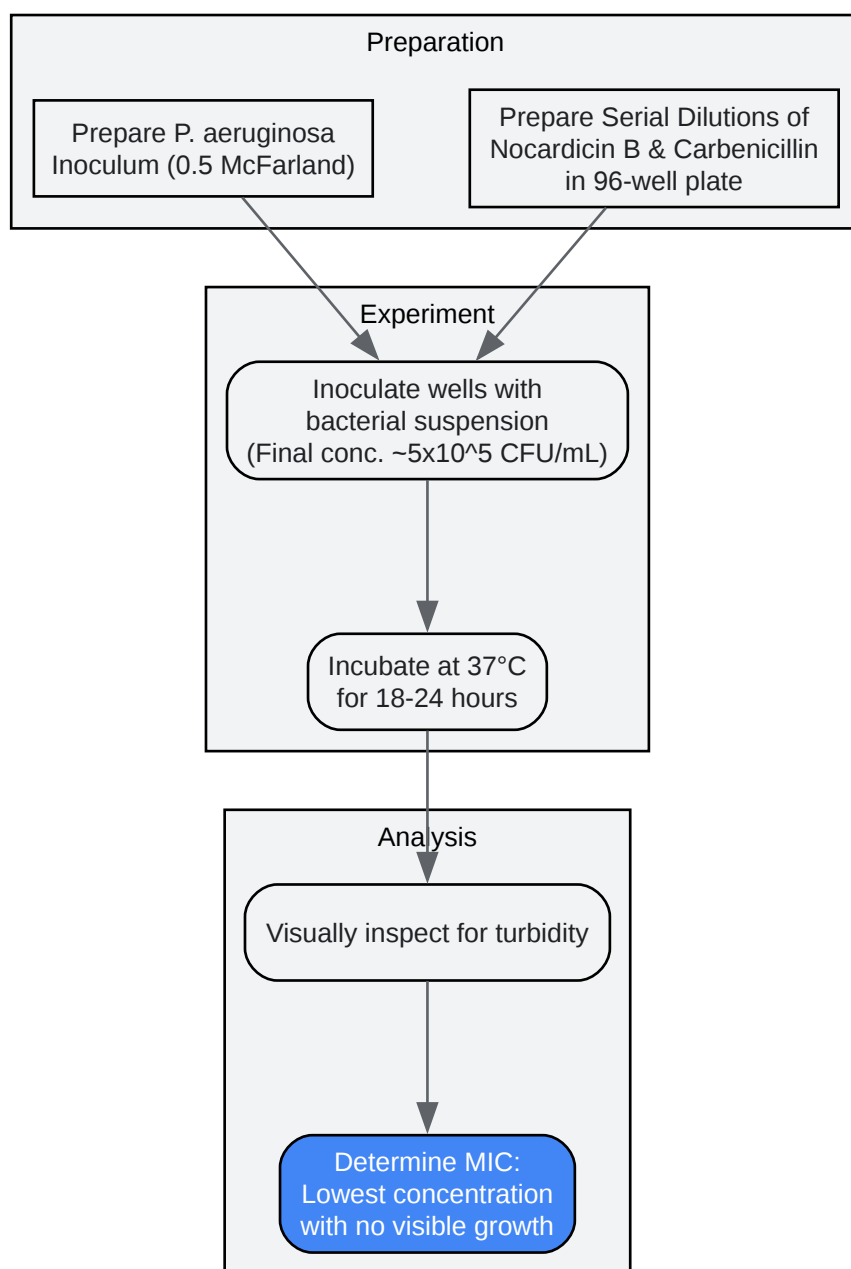 Preparation
Prepare P. aeruginosa
Inoculum (0.5 McFarland)
Prepare Serial Dilutions of
Nocardicin B & Carbenicillin
in 96-well plate
Experiment
Inoculate wells with
bacterial suspension
(Final conc. ~5x10^5 CFU/mL)
Incubate at 37°C
for 18-24 hours
Analysis
Visually inspect for turbidity
Determine MIC:
Lowest concentration
with no visible growth